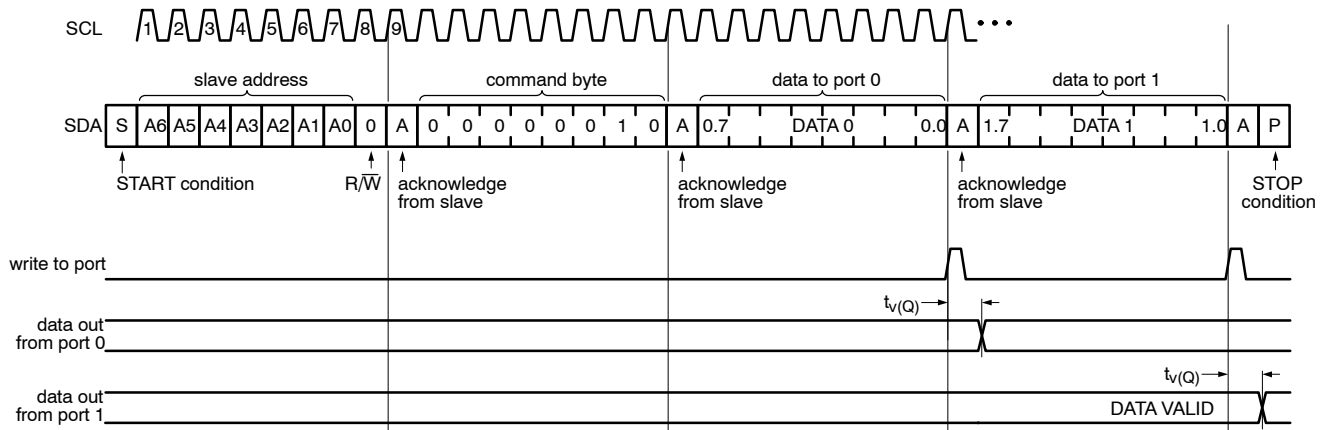 SCL 1 2 3 4 5 6 7 8 9 •••
slave address command byte data to port 0 data to port 1
SDA S A6 A5 A4 A3 A2 A1 A0 0 A 0 0 0 0 0 0 1 0 A 0.7 DATA 0 0.0 A 1.7 DATA 1 1.0 A P
START condition R/W̅ acknowledge acknowledge acknowledge STOP
from slave from slave from slave condition
write to port
tv(Q)
data out
from port 0
tv(Q)
data out
from port 1 DATA VALID